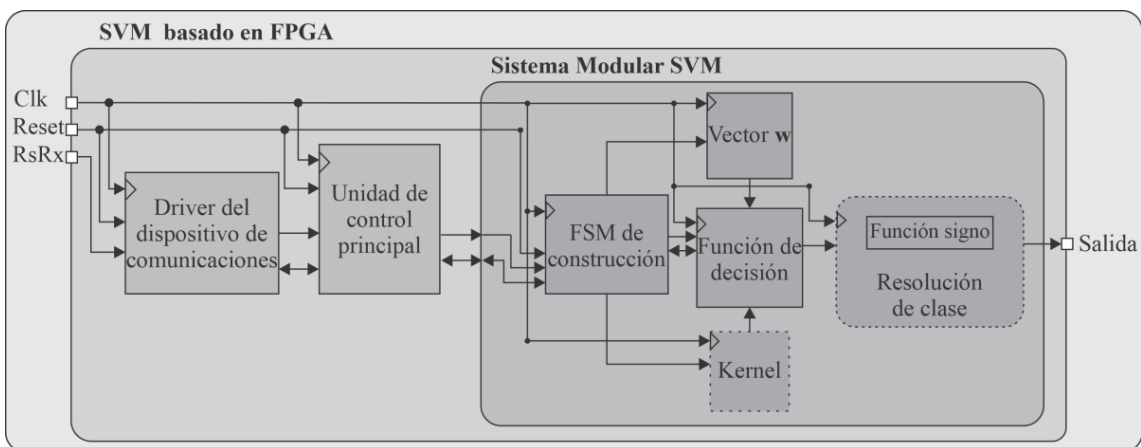 SVM basado en FPGA
Sistema Modular SVM
Clk
Reset
RsRx
Driver del
dispositivo de
comunicaciones
Unidad de
control
principal
FSM de
construcción
Vector w
Función de
decisión
Kernel
Función signo
Resolución
de clase
Salida